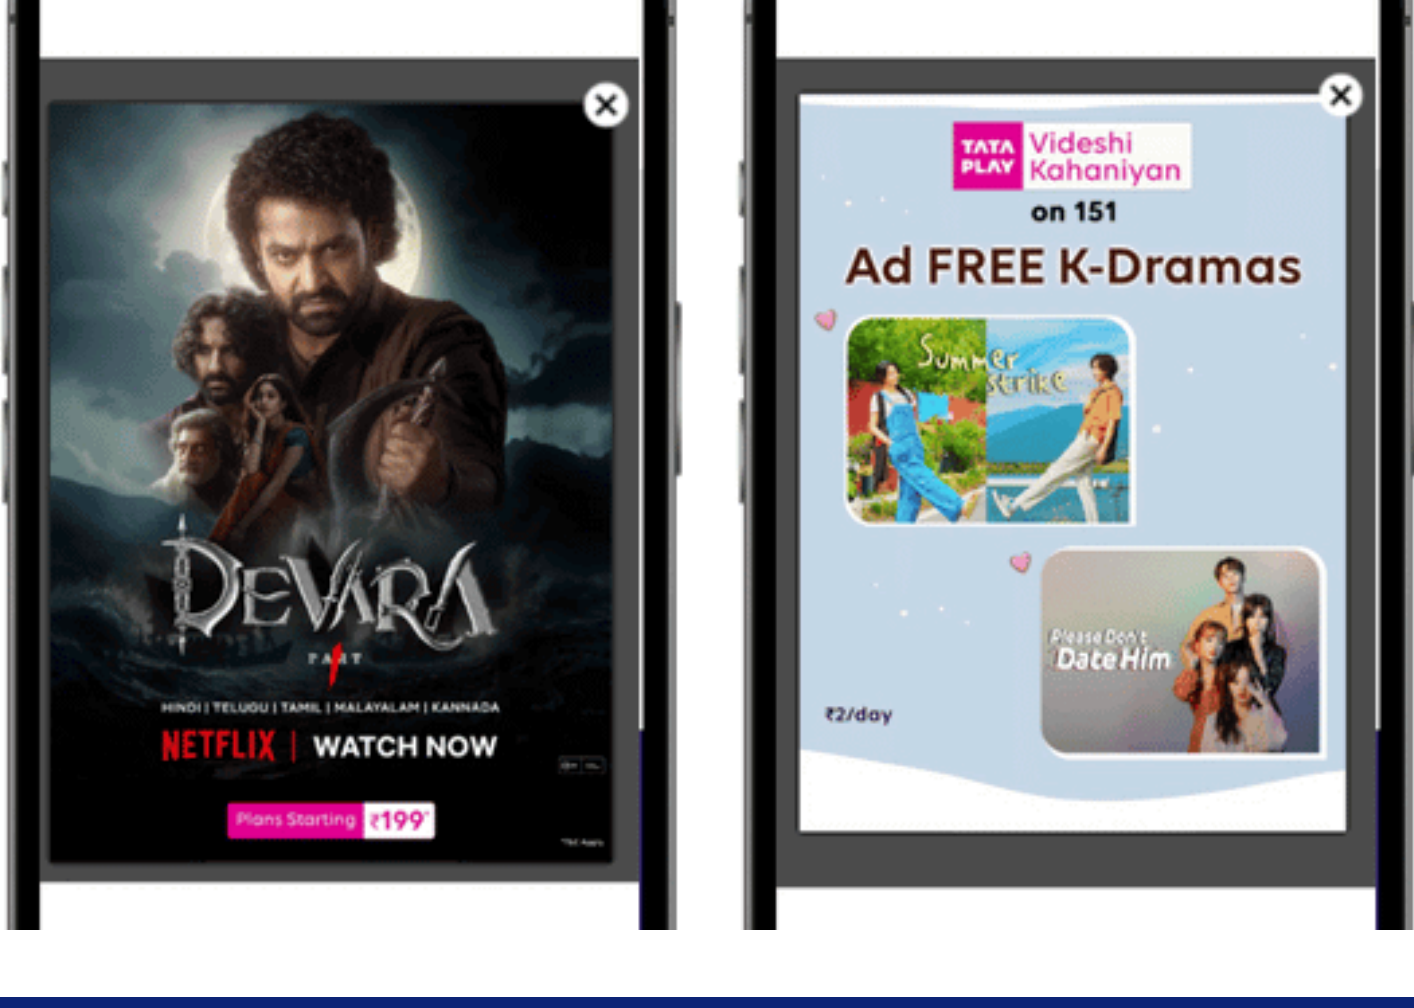 DEVARA
PART 1
HINDI | TELUGU | TAMIL | MALAYALAM | KANNADA
NETFLIX | WATCH NOW
Plans Starting ₹199*
TATA PLAY
Videshi
Kahaniyan
on 151
Ad FREE K-Dramas
Summer
strike
Please Don't
Date Him
₹2/day